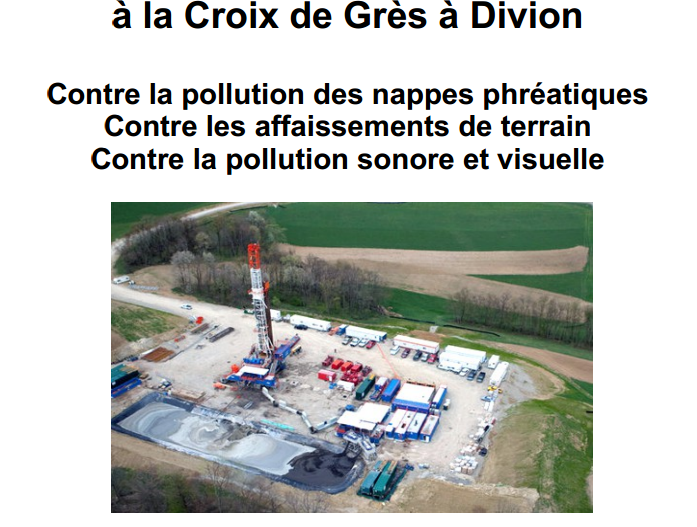 à la Croix de Grès à Divion
Contre la pollution des nappes phréatiques
Contre les affaissements de terrain
Contre la pollution sonore et visuelle